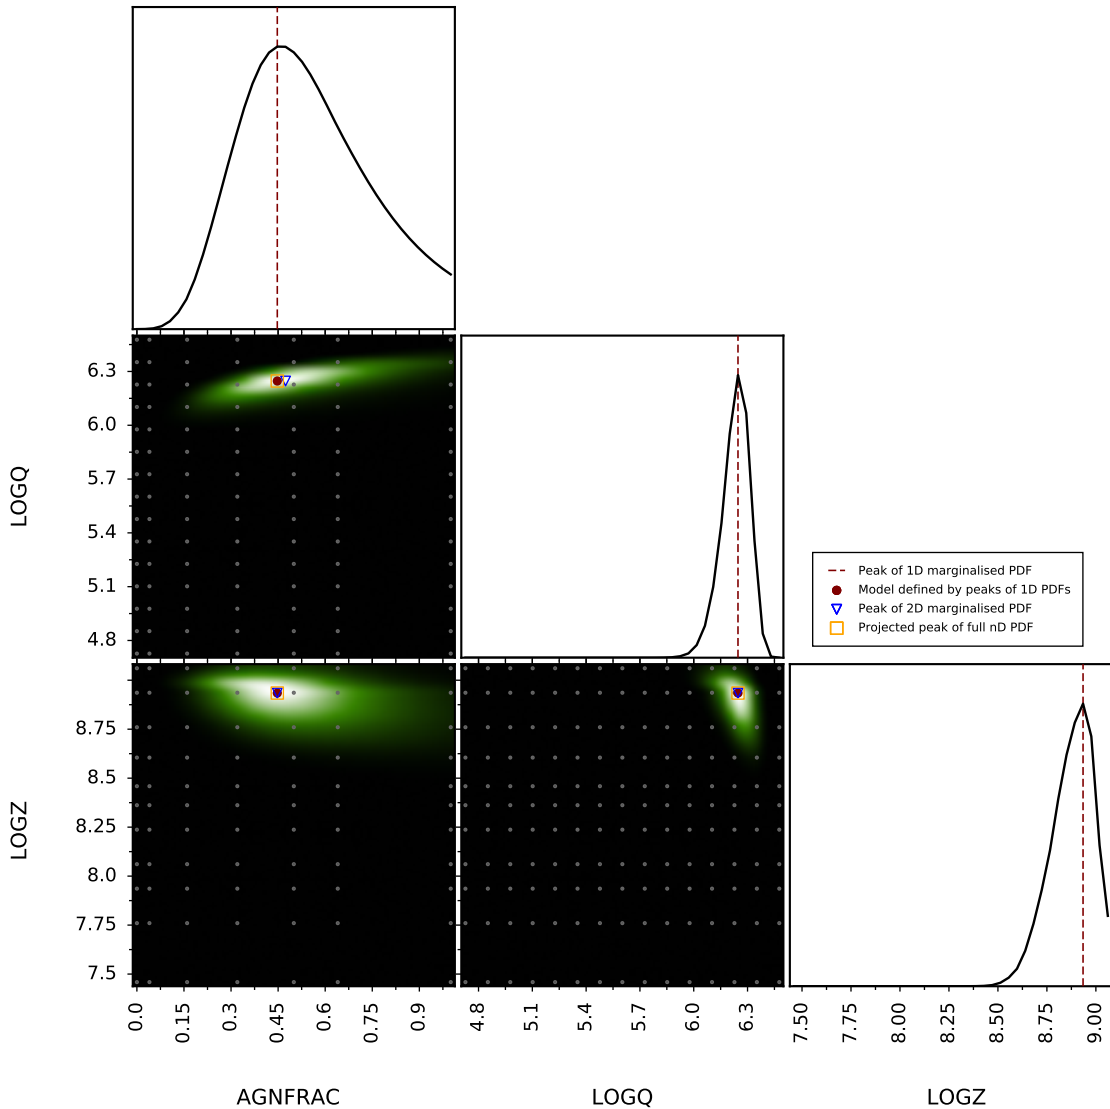 LOGQ
6.3
6.0
5.7
5.4
5.1
4.8
Peak of 1D marginalised PDF
Model defined by peaks of 1D PDFs
Peak of 2D marginalised PDF
Projected peak of full nD PDF
LOGZ
8.75
8.5
8.25
8.0
7.75
7.5
0.0 0.15 0.3 0.45 0.6 0.75 0.9 4.8 5.1 5.4 5.7 6.0 6.3 7.50 7.75 8.00 8.25 8.50 8.75 9.00
AGNFRAC LOGQ LOGZ